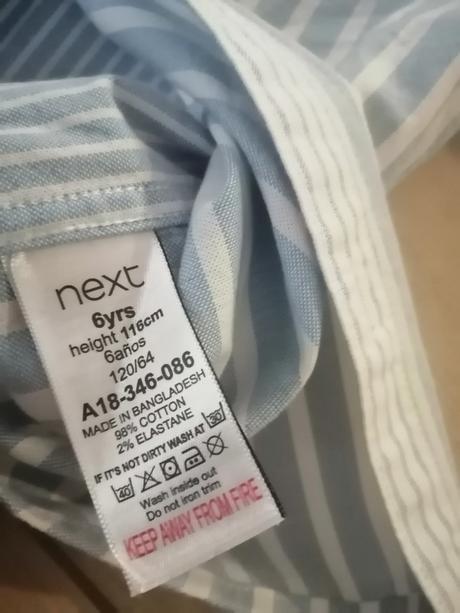 next
6yrs
height 116cm
6años
120/64
A18-346-086
MADE IN BANGLADESH
98% COTTON
2% ELASTANE
IF IT'S NOT DIRTY WASH AT 30
40
Wash inside out
Do not iron trim
KEEP AWAY FROM FIRE